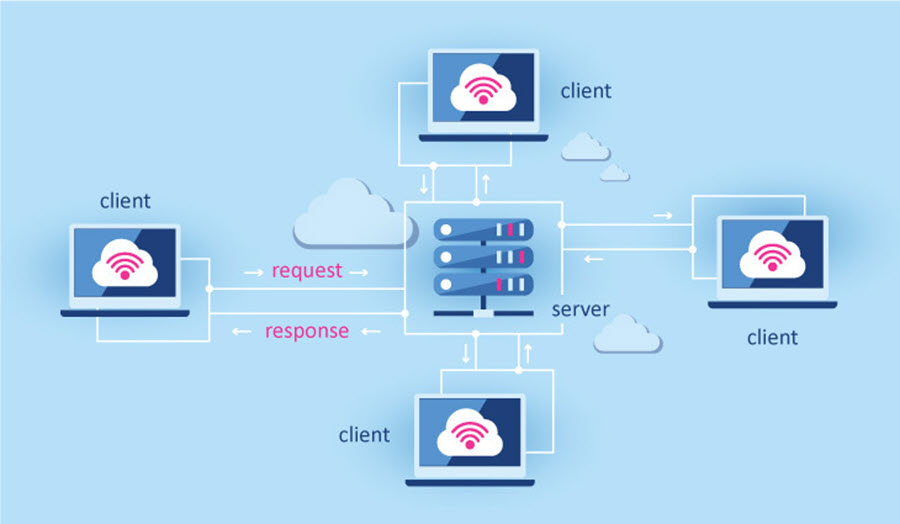 client
client
request
response
server
client
client